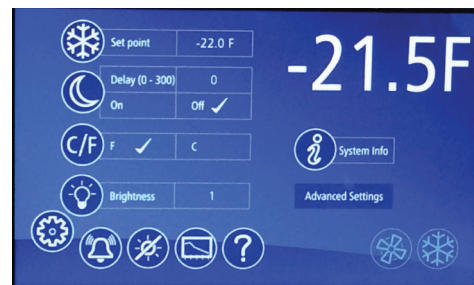 Set point -22.0 F
-21.5F
Delay (0 - 300) 0
On Off
C/F F C
System Info
Brightness 1
Advanced Settings
?